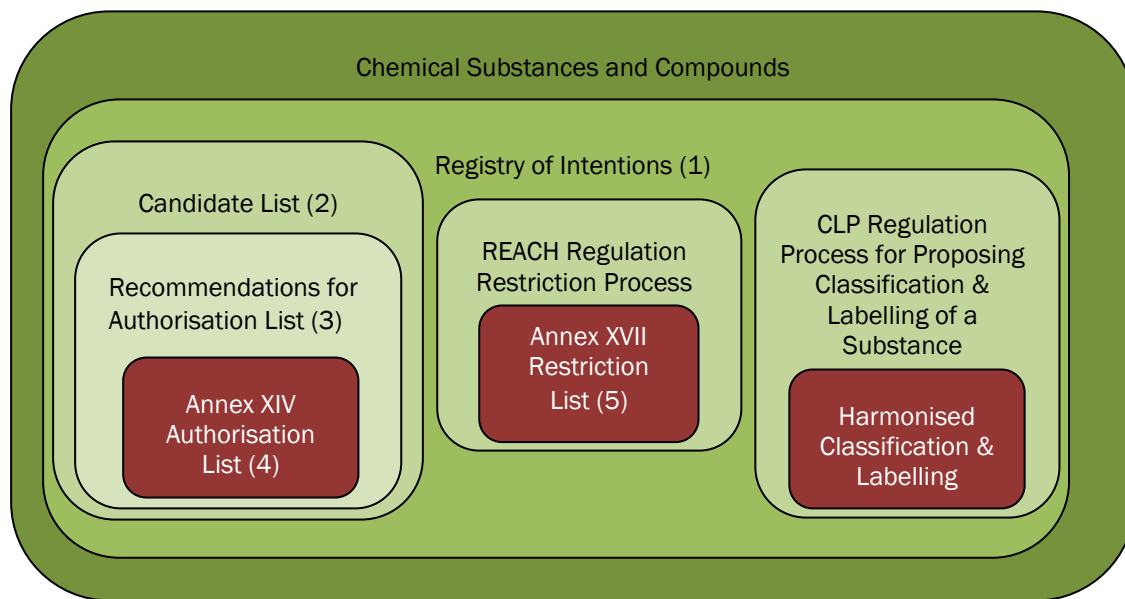 Chemical Substances and Compounds
Registry of Intentions (1)
Candidate List (2)
Recommendations for
Authorisation List (3)
Annex XIV
Authorisation
List (4)
REACH Regulation
Restriction Process
Annex XVII
Restriction
List (5)
CLP Regulation
Process for Proposing
Classification &
Labelling of a
Substance
Harmonised
Classification &
Labelling